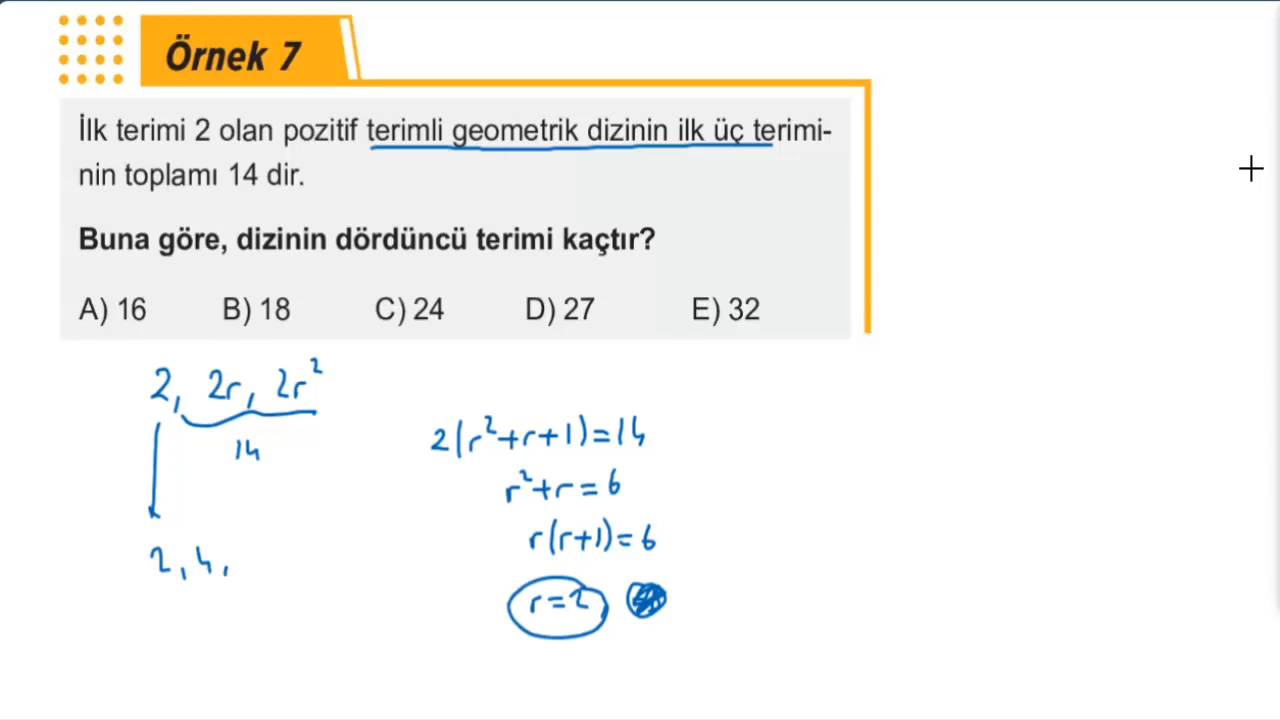 Örnek 7
İlk terimi 2 olan pozitif terimli geometrik dizinin ilk üç terimi-
nin toplamı 14 dir.
Buna göre, dizinin dördüncü terimi kaçtır?
A) 16 B) 18 C) 24 D) 27 E) 32
2, 2r, 2r²
14
2, 4,
2(r²+r+1)=14
r²+r=6
r(r+1)=6
r=2